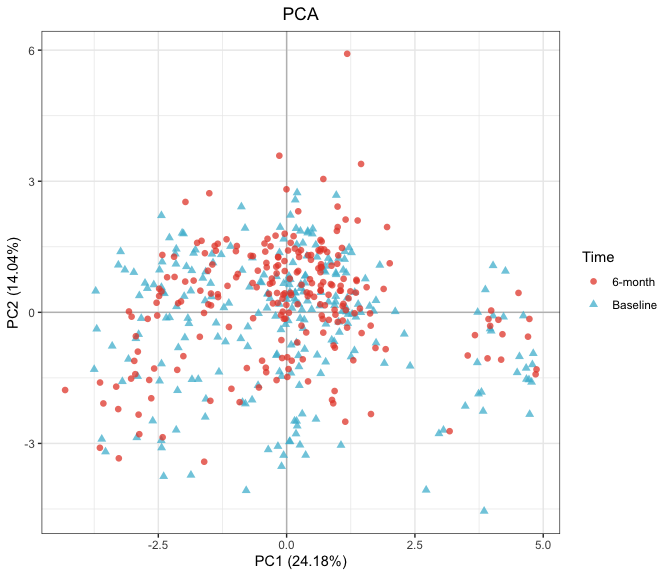 PCA
6
3
0
-3
PC2 (14.04%)
-2.5
0.0
2.5
5.0
PC1 (24.18%)
Time
6-month
Baseline